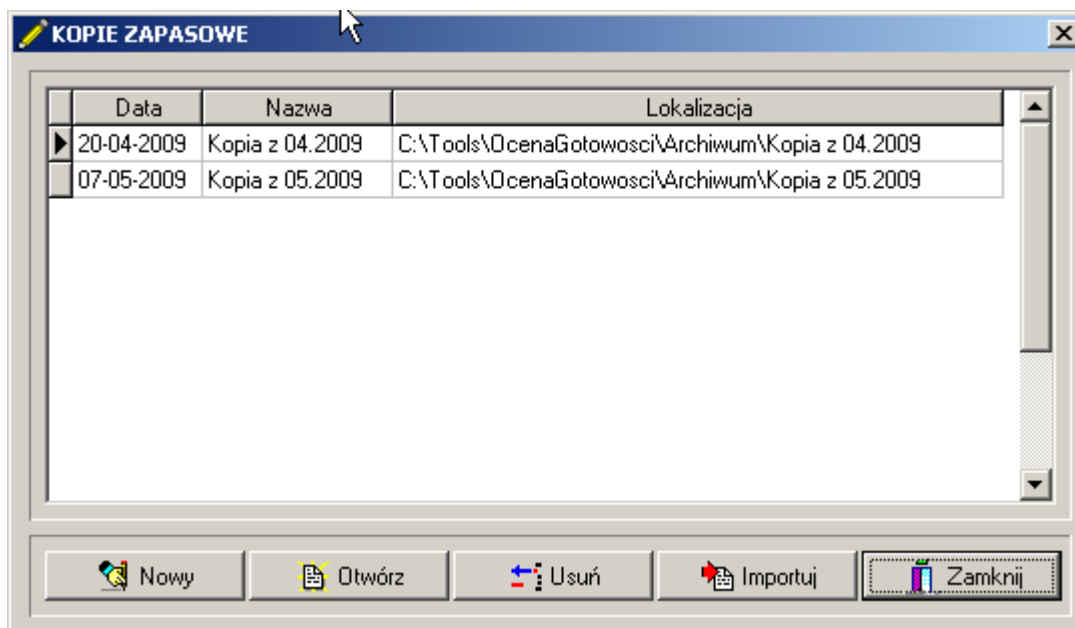 KOPIE ZAPASOWE
Data Nazwa Lokalizacja
20-04-2009 Kopia z 04.2009 C:\Tools\OcenaGotowosci\Archiwum\Kopia z 04.2009
07-05-2009 Kopia z 05.2009 C:\Tools\OcenaGotowosci\Archiwum\Kopia z 05.2009
Nowy Otwórz Usuń Importuj Zamknij